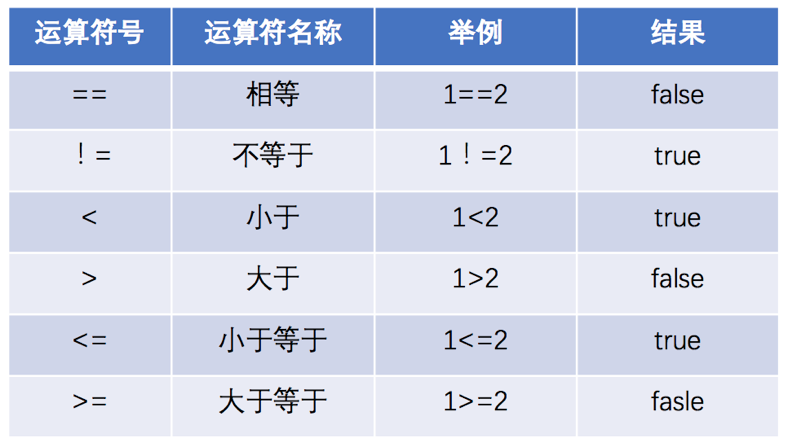 运算符号 运算符名称 举例 结果
== 相等 1==2 false
！= 不等于 1！=2 true
< 小于 1<2 true
> 大于 1>2 false
<= 小于等于 1<=2 true
>= 大于等于 1>=2 fasle